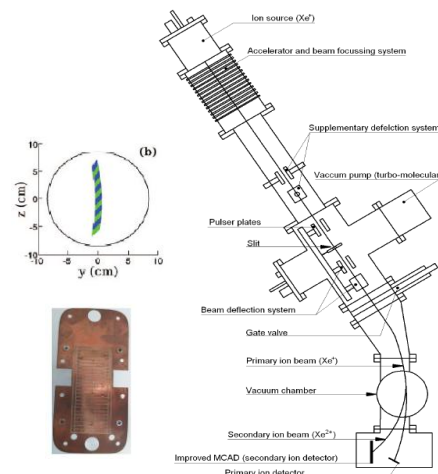 Ion source (Xe⁺)
Accelerator and beam focussing system
Supplementary defelction system
Vaccum pump (turbo-molecular
Pulser plates
Slit
Beam deflection system
Gate valve
Primary ion beam (Xe⁺)
Vacuum chamber
Secondary ion beam (Xe²⁺)
Improved MCAD (secondary ion detector)
Primary ion detector
(b)
z (cm)
10
5
0
-5
-10
-10 -5 0 5 10
y (cm)